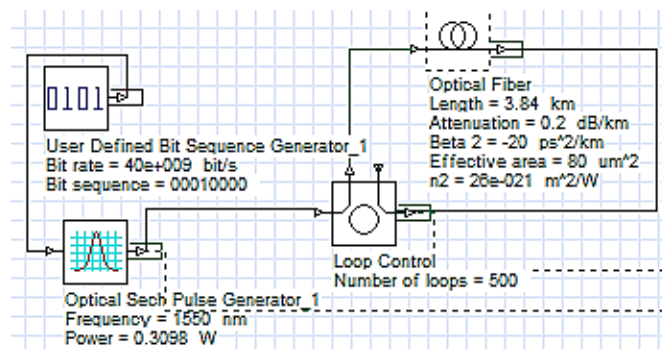 0101
User Defined Bit Sequence Generator_1
Bit rate = 40e+009 bit/s
Bit sequence = 00010000
Optical Sech Pulse Generator_1
Frequency = 1550 nm
Power = 0.3098 W
Optical Fiber
Length = 3.84 km
Attenuation = 0.2 dB/km
Beta 2 = -20 ps^2/km
Effective area = 80 um^2
n2 = 26e-021 m^2/W
Loop Control
Number of loops = 500